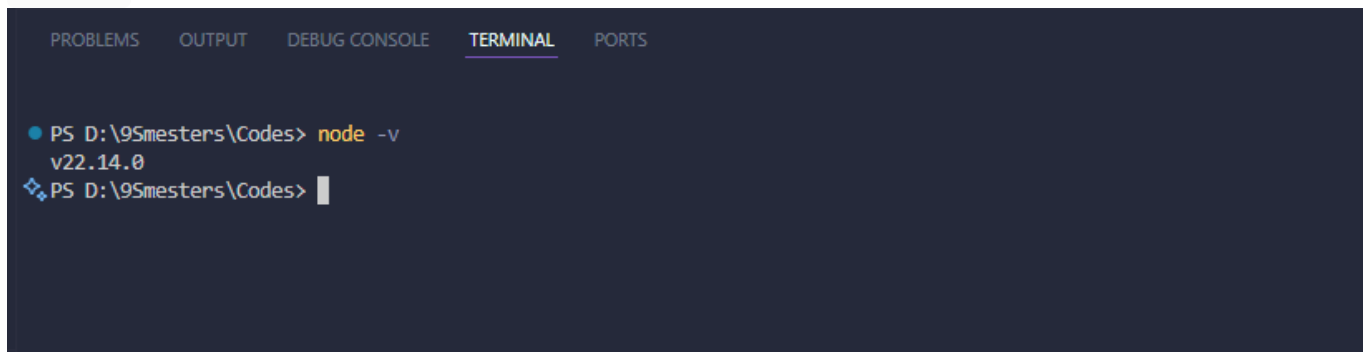 PROBLEMS OUTPUT DEBUG CONSOLE TERMINAL PORTS
PS D:\9Smesters\Codes> node -v
v22.14.0
PS D:\9Smesters\Codes>